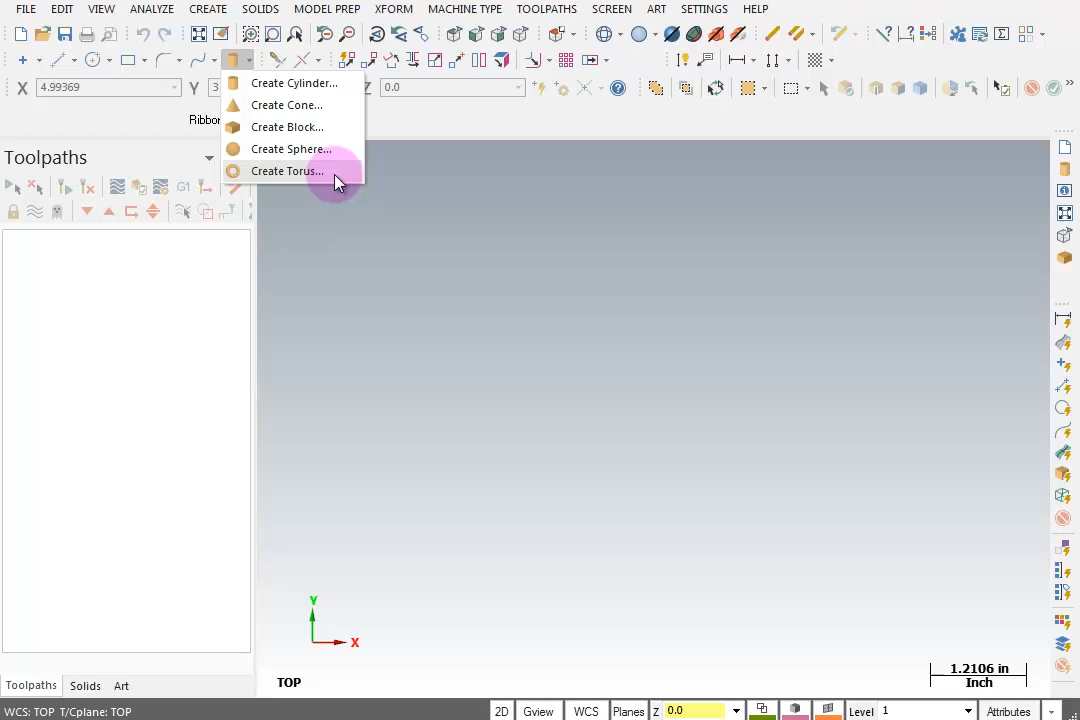 FILE EDIT VIEW ANALYZE CREATE SOLIDS MODEL PREP XFORM MACHINE TYPE TOOLPATHS SCREEN ART SETTINGS HELP
X 4.99369 Y 3 Z 0.0
Create Cylinder...
Create Cone...
Ribbon
Create Block...
Create Sphere...
Toolpaths
Create Torus...
G1
Y
X
TOP
1.2106 in
Inch
Toolpaths Solids Art
WCS: TOP T/Cplane: TOP 2D Gview WCS Planes Z 0.0 Level 1 Attributes